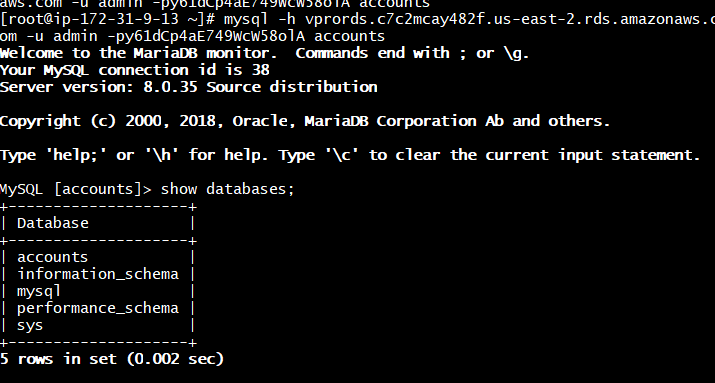 aws.com -u admin -py61dCp4aE749WcW58olA accounts
[root@ip-172-31-9-13 ~]# mysql -h vprords.c7c2mcay482f.us-east-2.rds.amazonaws.c
om -u admin -py61dCp4aE749WcW58olA accounts
Welcome to the MariaDB monitor.  Commands end with ; or \g.
Your MySQL connection id is 38
Server version: 8.0.35 Source distribution

Copyright (c) 2000, 2018, Oracle, MariaDB Corporation Ab and others.

Type 'help;' or '\h' for help. Type '\c' to clear the current input statement.

MySQL [accounts]> show databases;
+--------------------+
| Database           |
+--------------------+
| accounts           |
| information_schema |
| mysql              |
| performance_schema |
| sys                |
+--------------------+
5 rows in set (0.002 sec)